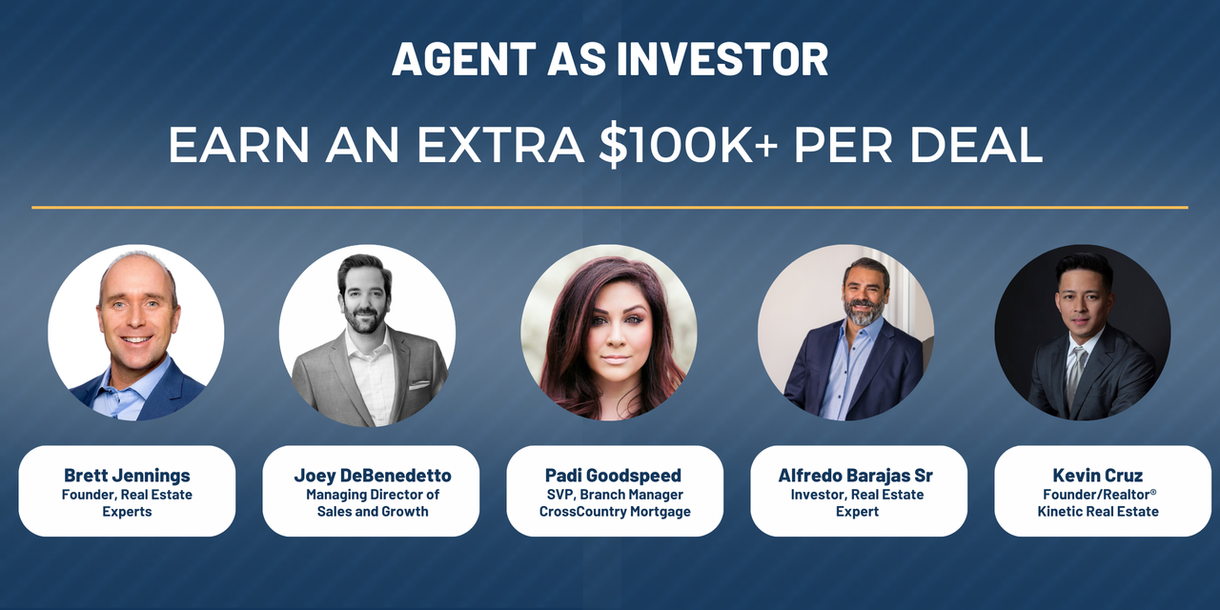 AGENT AS INVESTOR
EARN AN EXTRA $100K+ PER DEAL
Brett Jennings
Founder, Real Estate
Experts
Joey DeBenedetto
Managing Director of
Sales and Growth
Padi Goodspeed
SVP, Branch Manager
CrossCountry Mortgage
Alfredo Barajas Sr
Investor, Real Estate
Expert
Kevin Cruz
Founder/Realtor®
Kinetic Real Estate